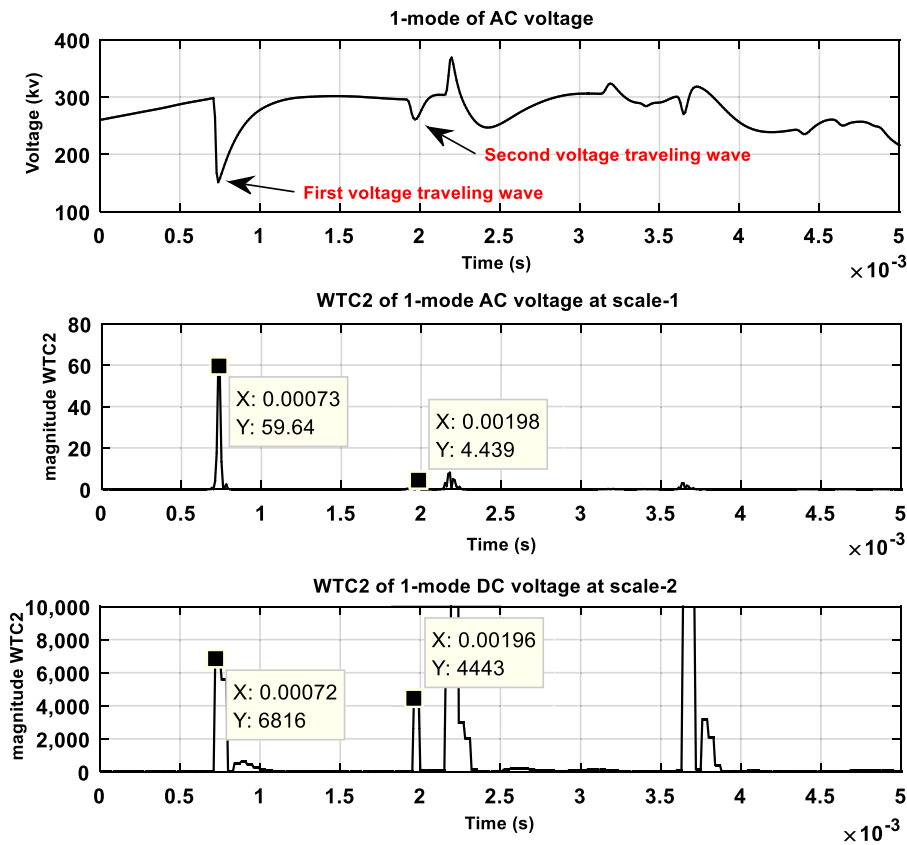 1-mode of AC voltage
400
300
200
100
Voltage (kv)
Second voltage traveling wave
First voltage traveling wave
0 0.5 1 1.5 2 2.5 3 3.5 4 4.5 5
Time (s)
×10⁻³
WTC2 of 1-mode AC voltage at scale-1
80
60
40
20
0
magnitude WTC2
X: 0.00073
Y: 59.64
X: 0.00198
Y: 4.439
0 0.5 1 1.5 2 2.5 3 3.5 4 4.5 5
Time (s)
×10⁻³
WTC2 of 1-mode DC voltage at scale-2
10,000
8,000
6,000
4,000
2,000
0
magnitude WTC2
X: 0.00196
Y: 4443
X: 0.00072
Y: 6816
0 0.5 1 1.5 2 2.5 3 3.5 4 4.5 5
Time (s)
×10⁻³